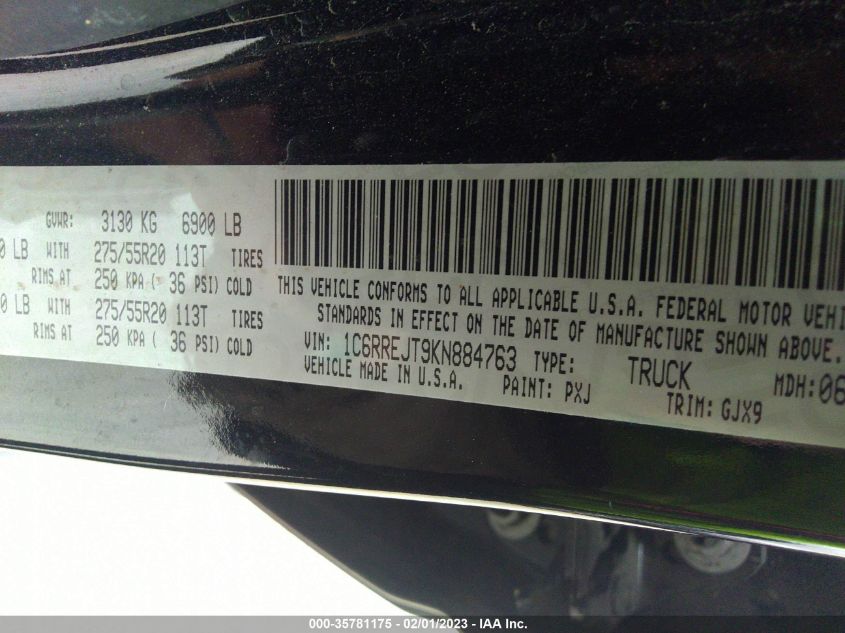 GVWR: 3130 KG 6900 LB
0 LB WITH 275/55R20 113T TIRES
RIMS AT 250 KPA ( 36 PSI) COLD
0 LB WITH 275/55R20 113T TIRES
RIMS AT 250 KPA ( 36 PSI) COLD
THIS VEHICLE CONFORMS TO ALL APPLICABLE U.S.A. FEDERAL MOTOR VEHI
STANDARDS IN EFFECT ON THE DATE OF MANUFACTURE SHOWN ABOVE.
VIN: 1C6RREJT9KN884763 TYPE: TRUCK MDH:06
VEHICLE MADE IN U.S.A. PAINT: PXJ TRIM: GJX9
000-35781175 - 02/01/2023 - IAA, Inc.